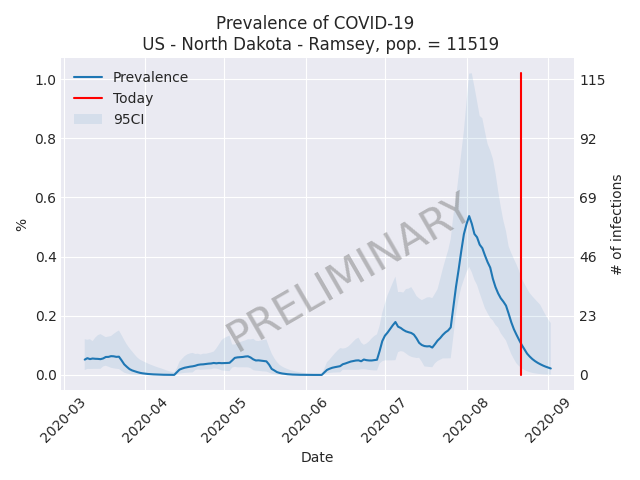 Prevalence of COVID-19
US - North Dakota - Ramsey, pop. = 11519
Prevalence
Today
95CI
1.0
0.8
0.6
0.4
0.2
0.0
%
115
92
69
46
23
0
# of infections
PRELIMINARY
2020-03
2020-04
2020-05
2020-06
2020-07
2020-08
2020-09
Date